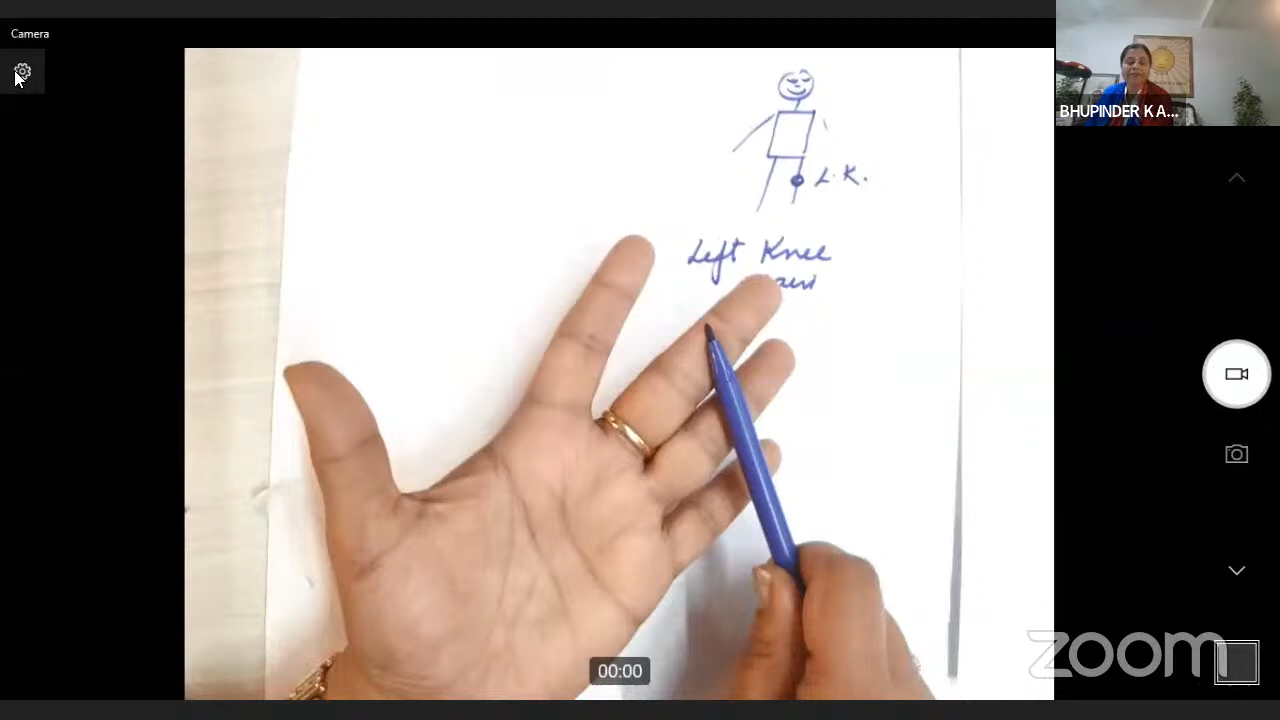 Camera
BHUPINDER K A...
L.K.
Left Knee
00:00
zoom